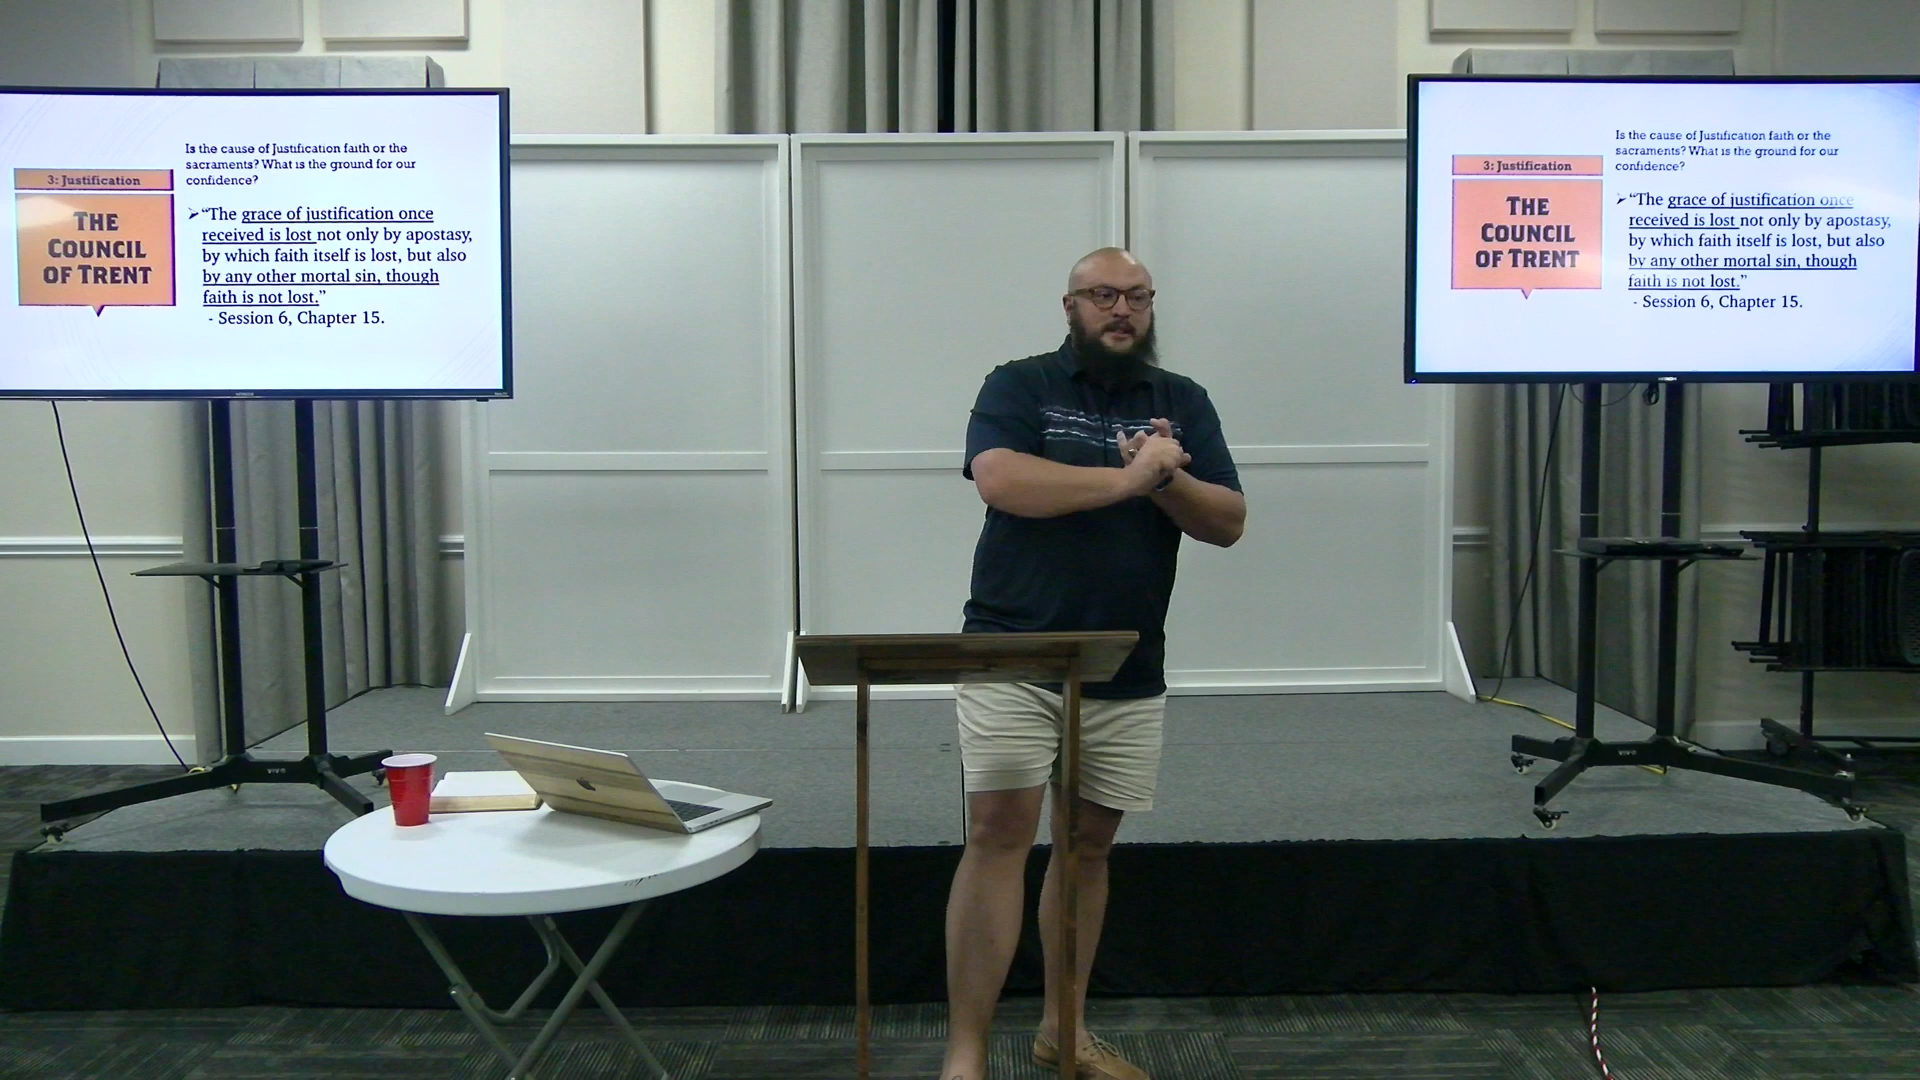 Is the cause of Justification faith or the
sacraments? What is the ground for our
confidence?
3: Justification
THE
COUNCIL
OF TRENT
➢“The grace of justification once
received is lost not only by apostasy,
by which faith itself is lost, but also
by any other mortal sin, though
faith is not lost.”
- Session 6, Chapter 15.
Is the cause of Justification faith or the
sacraments? What is the ground for our
confidence?
3: Justification
THE
COUNCIL
OF TRENT
➢“The grace of justification once
received is lost not only by apostasy,
by which faith itself is lost, but also
by any other mortal sin, though
faith is not lost.”
- Session 6, Chapter 15.